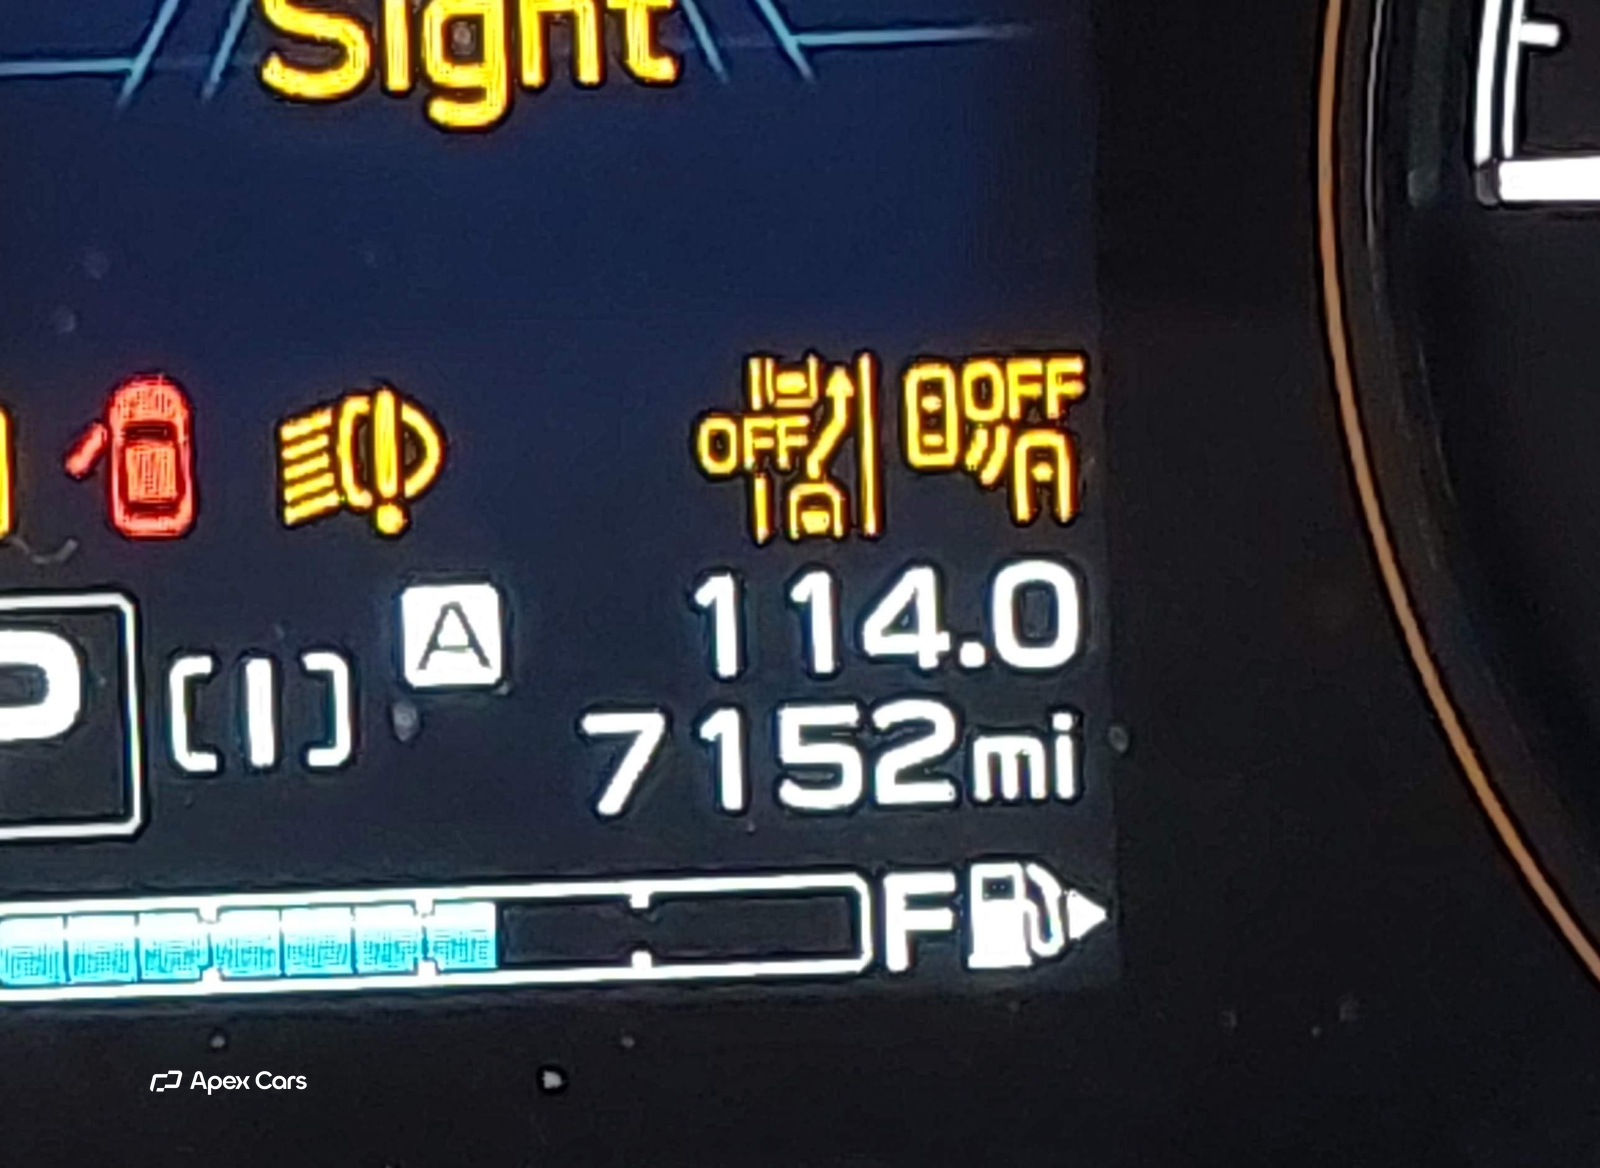 Sight
OFF
OFF
A
114.0
P
7152mi
F
Apex Cars